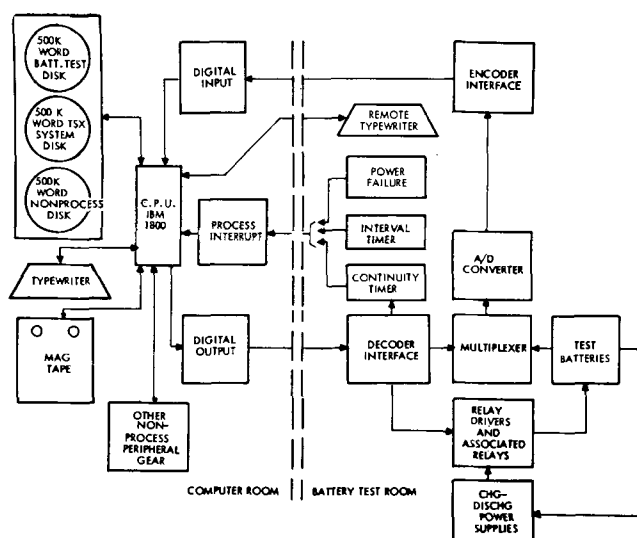 500K
WORD
BATT. TEST
DISK
500 K
WORD TSX
SYSTEM
DISK
500K
WORD
NONPROCESS
DISK
TYPEWRITER
MAG
TAPE
DIGITAL
INPUT
C.P.U.
IBM
1800
PROCESS
INTERRUPT
DIGITAL
OUTPUT
OTHER
NON-
PROCESS
PERIPHERAL
GEAR
COMPUTER ROOM
BATTERY TEST ROOM
ENCODER
INTERFACE
REMOTE
TYPEWRITER
POWER
FAILURE
INTERVAL
TIMER
CONTINUITY
TIMER
A/D
CONVERTER
DECODER
INTERFACE
MULTIPLEXER
TEST
BATTERIES
RELAY
DRIVERS
AND
ASSOCIATED
RELAYS
CHG-
DISCHG
POWER
SUPPLIES